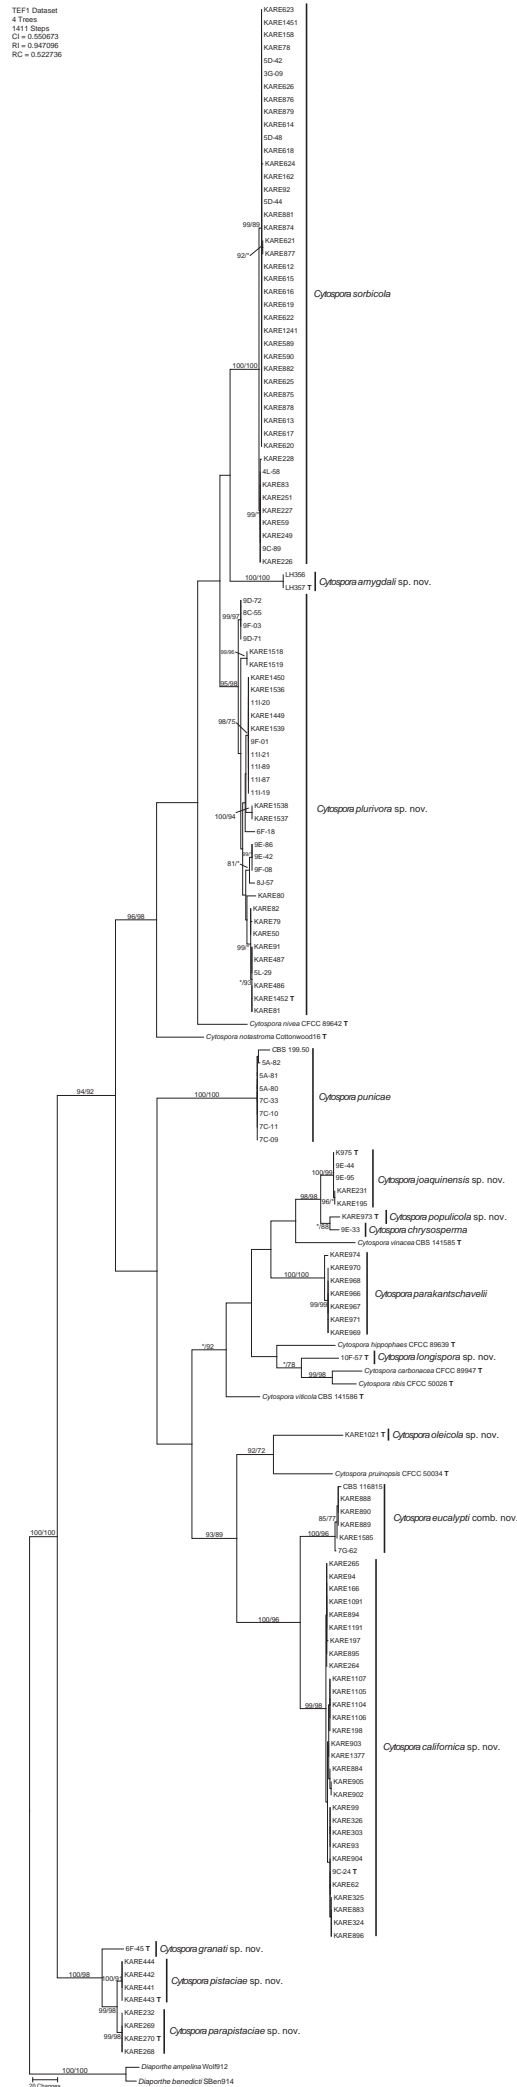 TEF1 Dataset
4 Trees
1411 Steps
CI = 0.550673
RI = 0.947096
RC = 0.522736
KARE623
KARE1451
KARE158
KARE78
5D-42
3G-09
KARE626
KARE876
KARE879
KARE614
5D-48
KARE618
KARE624
KARE162
KARE92
5D-44
KARE881
99/89
KARE874
KARE621
92/*
KARE877
KARE612
KARE615
KARE616
Cytospora sorbicola
KARE619
KARE622
KARE1241
KARE589
KARE590
100/100
KARE882
KARE625
KARE875
KARE878
KARE613
KARE617
KARE620
KARE228
4L-58
KARE83
KARE251
KARE227
99/*
KARE59
KARE249
9C-89
KARE226
100/100
LH356
LH357 T
Cytospora amygdali sp. nov.
9D-72
8C-55
99/97
9F-03
9D-71
99/96
KARE1518
KARE1519
95/98
KARE1450
KARE1536
11I-20
98/75
KARE1449
KARE1539
9F-01
11I-21
11I-89
11I-87
11I-19
KARE1538
Cytospora plurivora sp. nov.
100/94
KARE1537
6F-18
9E-86
9E-42
81/*
9F-08
8J-57
KARE80
KARE82
KARE79
KARE50
99/*
KARE91
KARE487
5L-29
*/93
KARE486
KARE1452 T
KARE81
96/98
Cytospora nivea CFCC 89642 T
Cytospora notastroma Cottonwood16 T
CBS 199.50
5A-82
5A-81
94/92
100/100
5A-80
Cytospora punicae
7C-33
7C-10
7C-11
7C-09
K975 T
9E-44
100/99
9E-95
Cytospora joaquinensis sp. nov.
98/98
96/*
KARE231
KARE195
KARE973 T
Cytospora populicola sp. nov.
*/88
9E-33
Cytospora chrysosperma
Cytospora vinacea CBS 141585 T
KARE974
KARE970
100/100
KARE968
KARE966
Cytospora parakantschavelii
99/99
KARE967
KARE971
KARE969
*/92
Cytospora hippophaes CFCC 89639 T
*/78
10F-57 T
Cytospora longispora sp. nov.
99/98
Cytospora carbonacea CFCC 89947 T
Cytospora ribis CFCC 50026 T
Cytospora viticola CBS 141586 T
KARE1021 T
Cytospora oleicola sp. nov.
92/72
Cytospora pruinopsis CFCC 50034 T
CBS 116815
KARE888
KARE890
85/77
KARE889
Cytospora eucalypti comb. nov.
100/100
93/89
100/96
KARE1585
7G-62
KARE265
KARE94
KARE166
KARE1091
100/96
KARE894
KARE1191
KARE197
KARE895
KARE264
KARE1107
KARE1105
99/98
KARE1104
KARE1106
KARE198
KARE903
Cytospora californica sp. nov.
KARE1377
KARE884
KARE905
KARE902
KARE99
KARE326
KARE303
KARE93
KARE904
9C-24 T
KARE62
KARE325
KARE883
KARE324
KARE896
6F-45 T
Cytospora granati sp. nov.
100/98
KARE444
KARE442
KARE441
Cytospora pistaciae sp. nov.
KARE443 T
99/98
KARE232
KARE269
99/98
KARE270 T
Cytospora parapistaciae sp. nov.
KARE268
100/100
Diaporthe ampelina Wolf912
Diaporthe benedicti SBen914
20 Changes